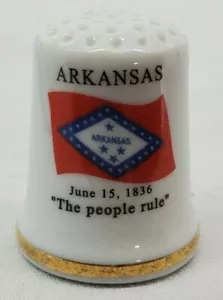 ARKANSAS
ARKANSAS
June 15, 1836
"The people rule"